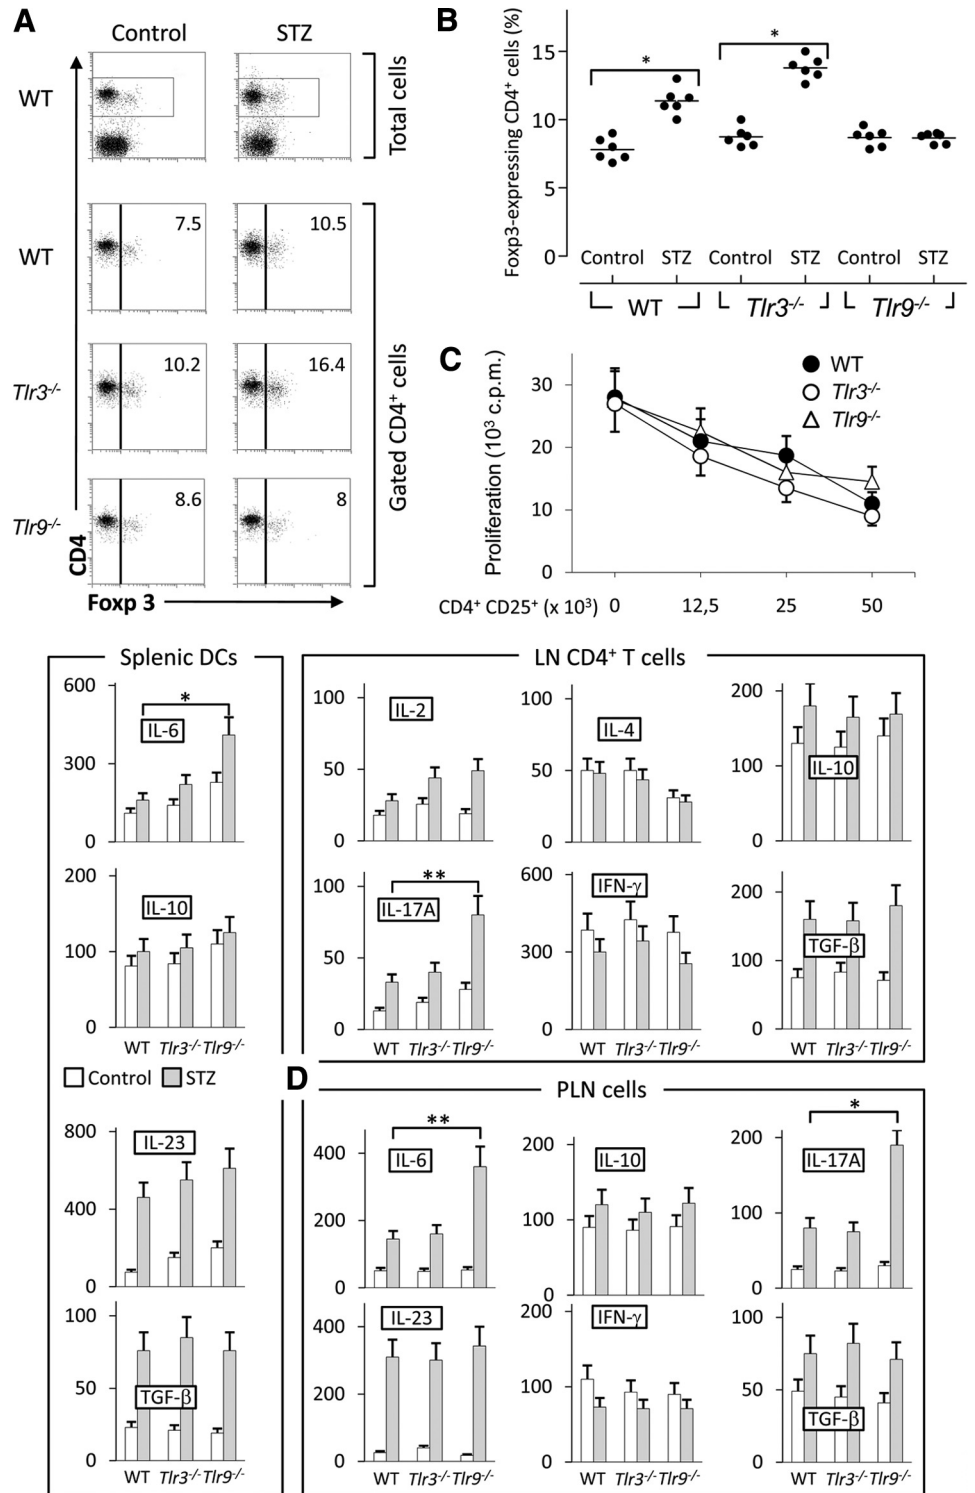 A
Control STZ
WT
Total cells
WT
7.5 10.5
Tlr3-/-
10.2 16.4
Gated CD4+ cells
Tlr9-/-
8.6 8
CD4
Foxp 3
B
Foxp3-expressing CD4+ cells (%)
15
10
5
0
* *
Control STZ Control STZ Control STZ
WT Tlr3-/- Tlr9-/-
C
Proliferation (10³ c.p.m.)
30
20
10
0
WT
Tlr3-/-
Tlr9-/-
CD4+ CD25+ (x 10³) 0 12,5 25 50
Splenic DCs
600
300
0
IL-6
*
200
100
0
IL-10
WT Tlr3-/- Tlr9-/-
Control STZ
800
400
0
IL-23
100
50
0
TGF-β
WT Tlr3-/- Tlr9-/-
LN CD4+ T cells
100
50
0
IL-2
100
50
0
IL-4
200
100
0
IL-10
100
50
0
IL-17A
**
600
300
0
IFN-γ
200
100
0
TGF-β
WT Tlr3-/- Tlr9-/- WT Tlr3-/- Tlr9-/- WT Tlr3-/- Tlr9-/-
D
PLN cells
400
200
0
IL-6
**
200
100
0
IL-10
200
100
0
IL-17A
*
400
200
0
IL-23
200
100
0
IFN-γ
100
50
0
TGF-β
WT Tlr3-/- Tlr9-/- WT Tlr3-/- Tlr9-/- WT Tlr3-/- Tlr9-/-